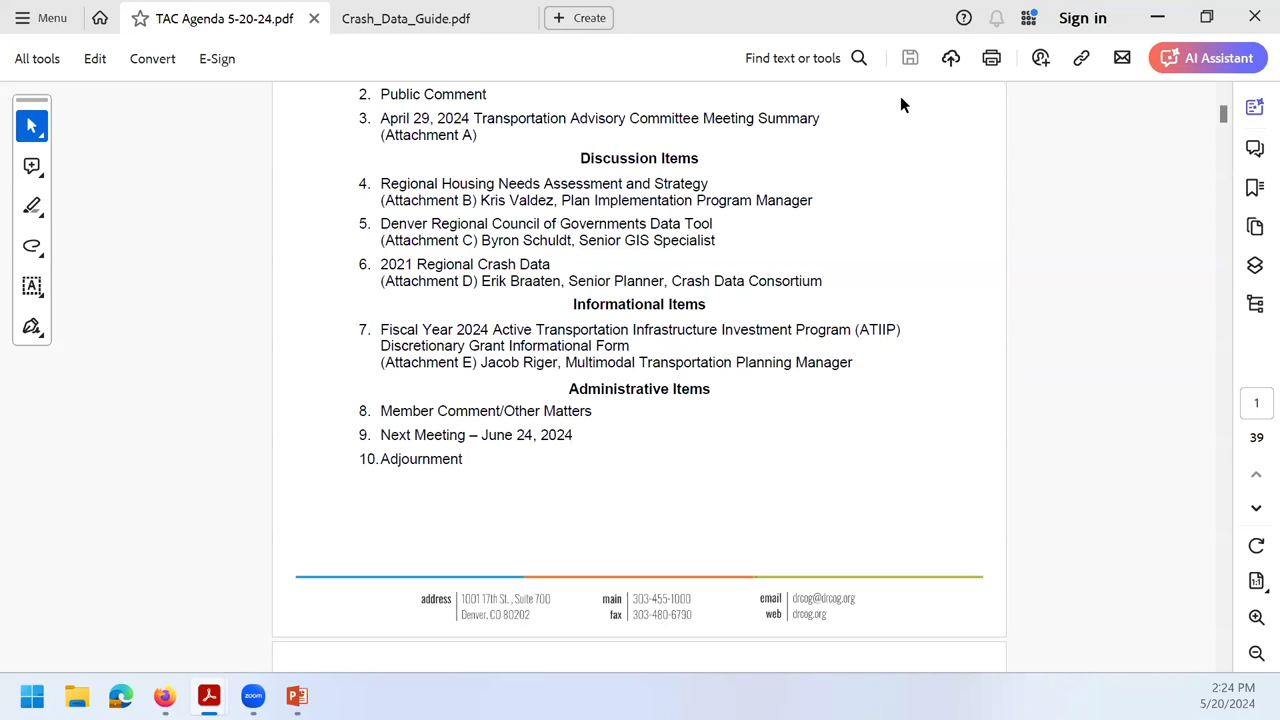 Menu
TAC Agenda 5-20-24.pdf
Crash_Data_Guide.pdf
Create
Sign in
All tools
Edit
Convert
E-Sign
Find text or tools
AI Assistant
2. Public Comment
3. April 29, 2024 Transportation Advisory Committee Meeting Summary
(Attachment A)
Discussion Items
4. Regional Housing Needs Assessment and Strategy
(Attachment B) Kris Valdez, Plan Implementation Program Manager
5. Denver Regional Council of Governments Data Tool
(Attachment C) Byron Schuldt, Senior GIS Specialist
6. 2021 Regional Crash Data
(Attachment D) Erik Braaten, Senior Planner, Crash Data Consortium
Informational Items
7. Fiscal Year 2024 Active Transportation Infrastructure Investment Program (ATIIP)
Discretionary Grant Informational Form
(Attachment E) Jacob Riger, Multimodal Transportation Planning Manager
Administrative Items
8. Member Comment/Other Matters
9. Next Meeting – June 24, 2024
10. Adjournment
address 1001 17th St., Suite 700
Denver, CO 80202
main 303-455-1000
fax 303-480-6790
email drcog@drcog.org
web drcog.org
1
39
1:1
zoom
2:24 PM
5/20/2024